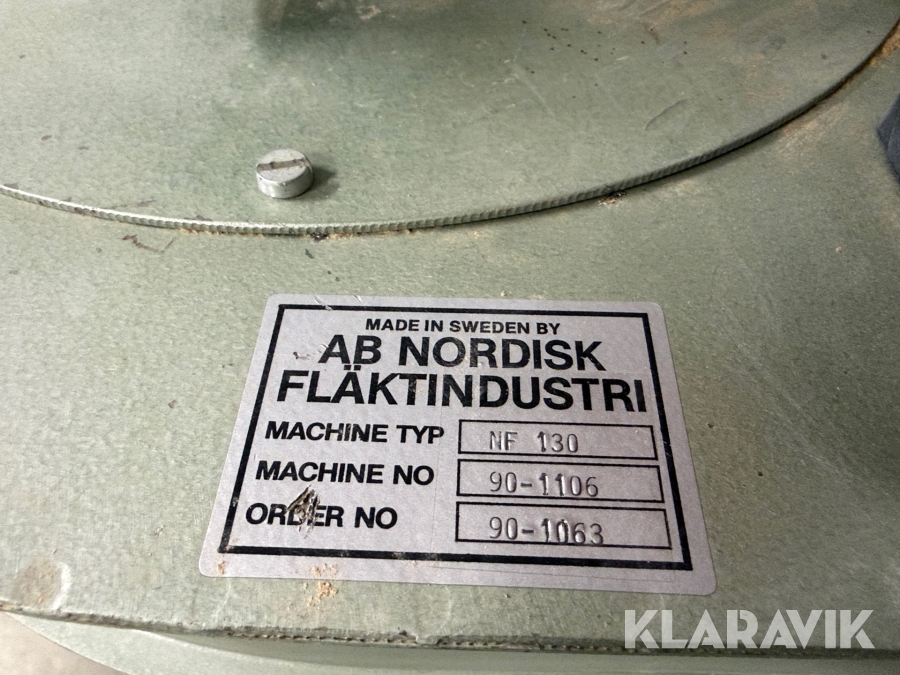 MADE IN SWEDEN BY
AB NORDISK
FLÄKTINDUSTRI
MACHINE TYP NF 130
MACHINE NO 90-1106
ORDER NO 90-1063
KLARAVIK